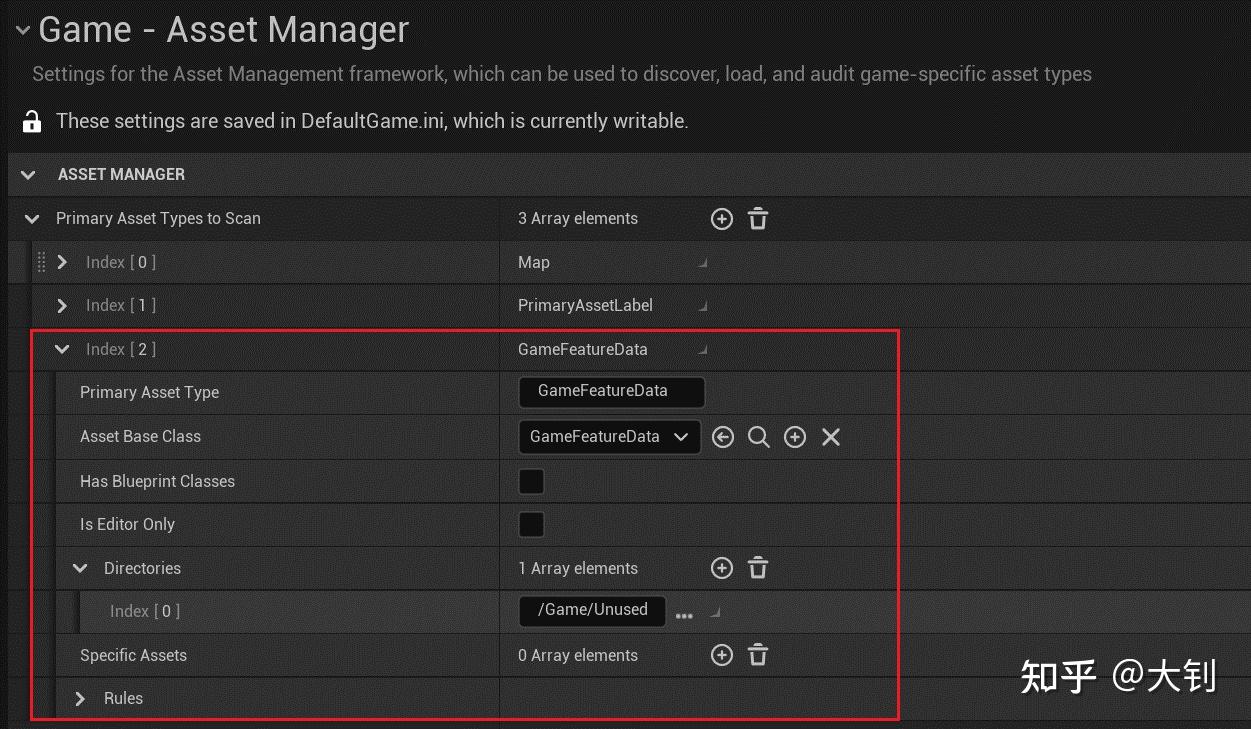 Game - Asset Manager
Settings for the Asset Management framework, which can be used to discover, load, and audit game-specific asset types
These settings are saved in DefaultGame.ini, which is currently writable.
ASSET MANAGER
Primary Asset Types to Scan 3 Array elements
Index [ 0 ] Map
Index [ 1 ] PrimaryAssetLabel
Index [ 2 ] GameFeatureData
Primary Asset Type GameFeatureData
Asset Base Class GameFeatureData
Has Blueprint Classes
Is Editor Only
Directories 1 Array elements
Index [ 0 ] /Game/Unused ...
Specific Assets 0 Array elements
Rules
知乎 @大钊